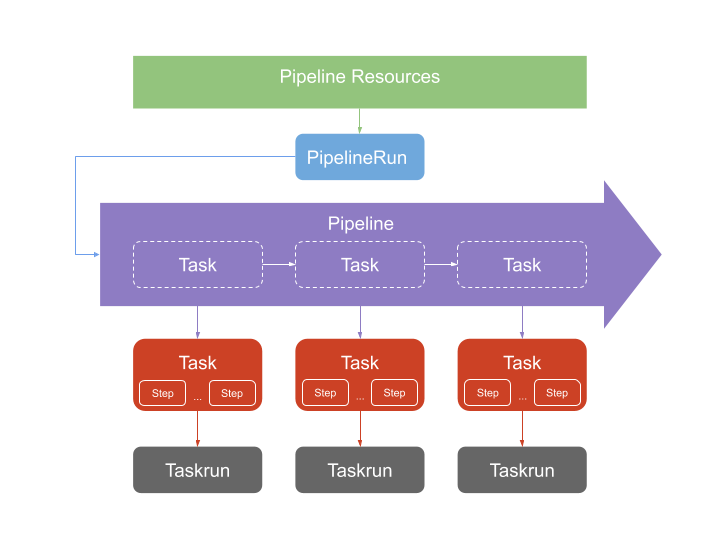 Pipeline Resources
PipelineRun
Pipeline
Task Task Task
Task Task Task
Step ... Step Step ... Step Step ... Step
Taskrun Taskrun Taskrun